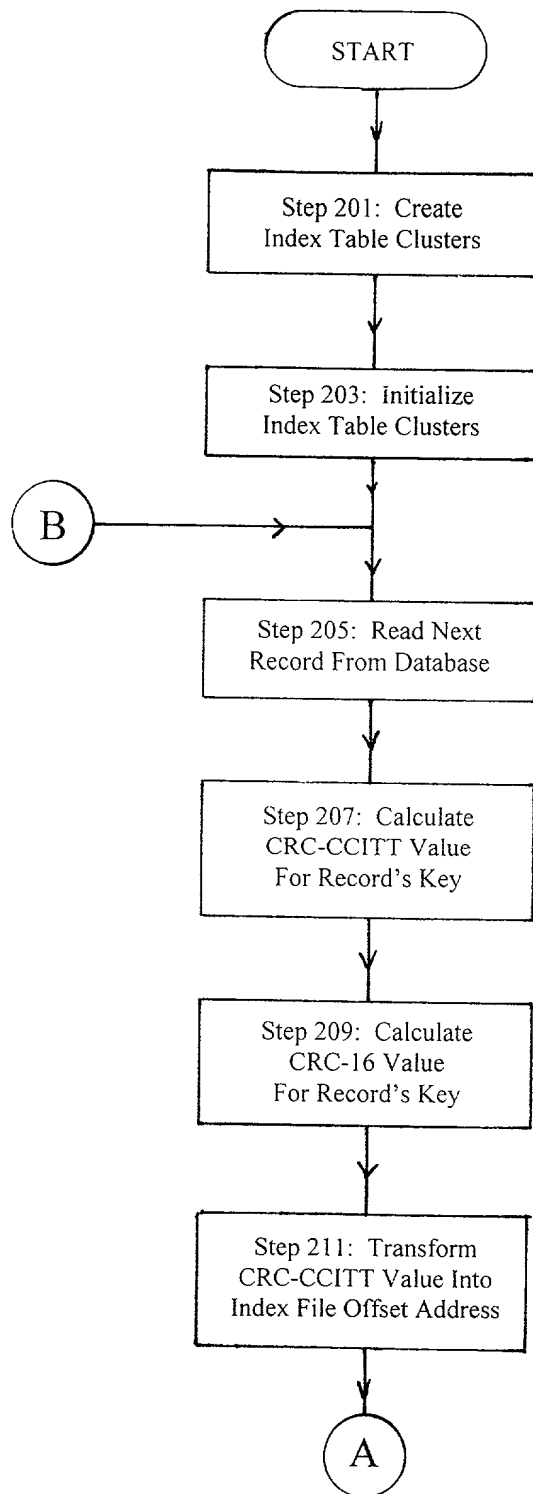 START
Step 201: Create
Index Table Clusters
Step 203: Initialize
Index Table Clusters
B
Step 205: Read Next
Record From Database
Step 207: Calculate
CRC-CCITT Value
For Record's Key
Step 209: Calculate
CRC-16 Value
For Record's Key
Step 211: Transform
CRC-CCITT Value Into
Index File Offset Address
A